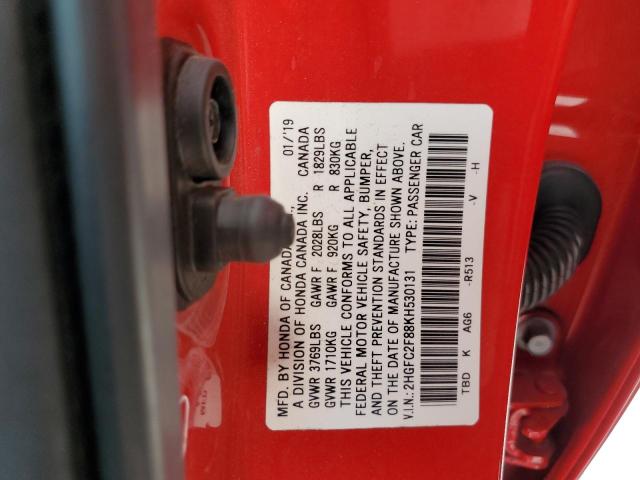 MFD. BY HONDA OF CANADA 01/'19
A DIVISION OF HONDA CANADA INC. CANADA
GVWR 3769LBS GAWR F 2028LBS R 1829LBS
GVWR 1710KG GAWR F 920KG R 830KG
THIS VEHICLE CONFORMS TO ALL APPLICABLE
FEDERAL MOTOR VEHICLE SAFETY, BUMPER,
AND THEFT PREVENTION STANDARDS IN EFFECT
ON THE DATE OF MANUFACTURE SHOWN ABOVE.
V.I.N.: 2HGFC2F88KH530131 TYPE: PASSENGER CAR
TBD K AG6 -R513 -V -H